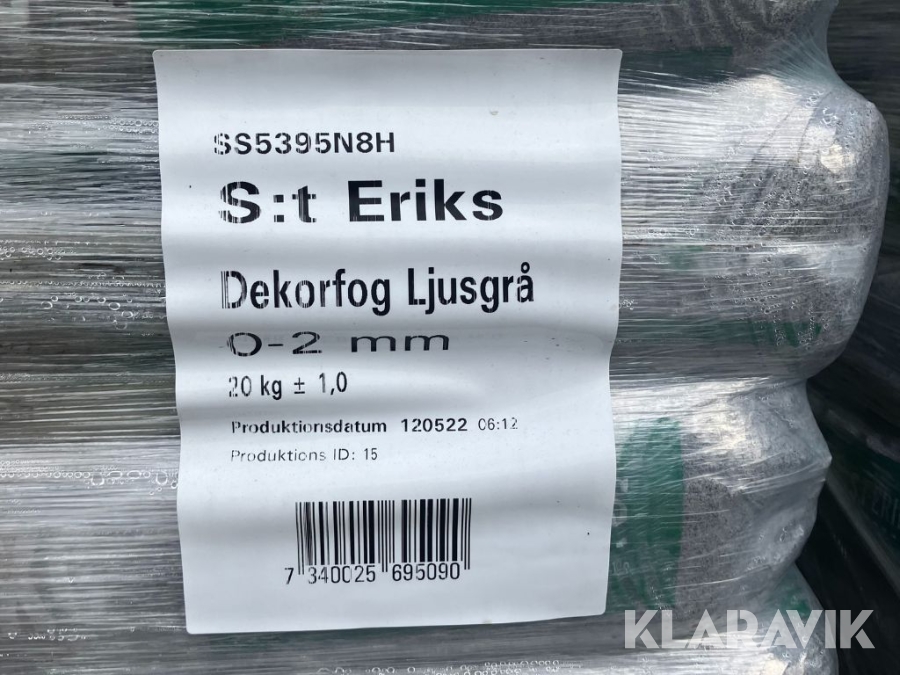 SS5395N8H
S:t Eriks
Dekorfog Ljusgrå
0-2 mm
20 kg ± 1,0
Produktionsdatum 120522 06:12
Produktions ID: 15
7 340025 695090
KLARAVIK